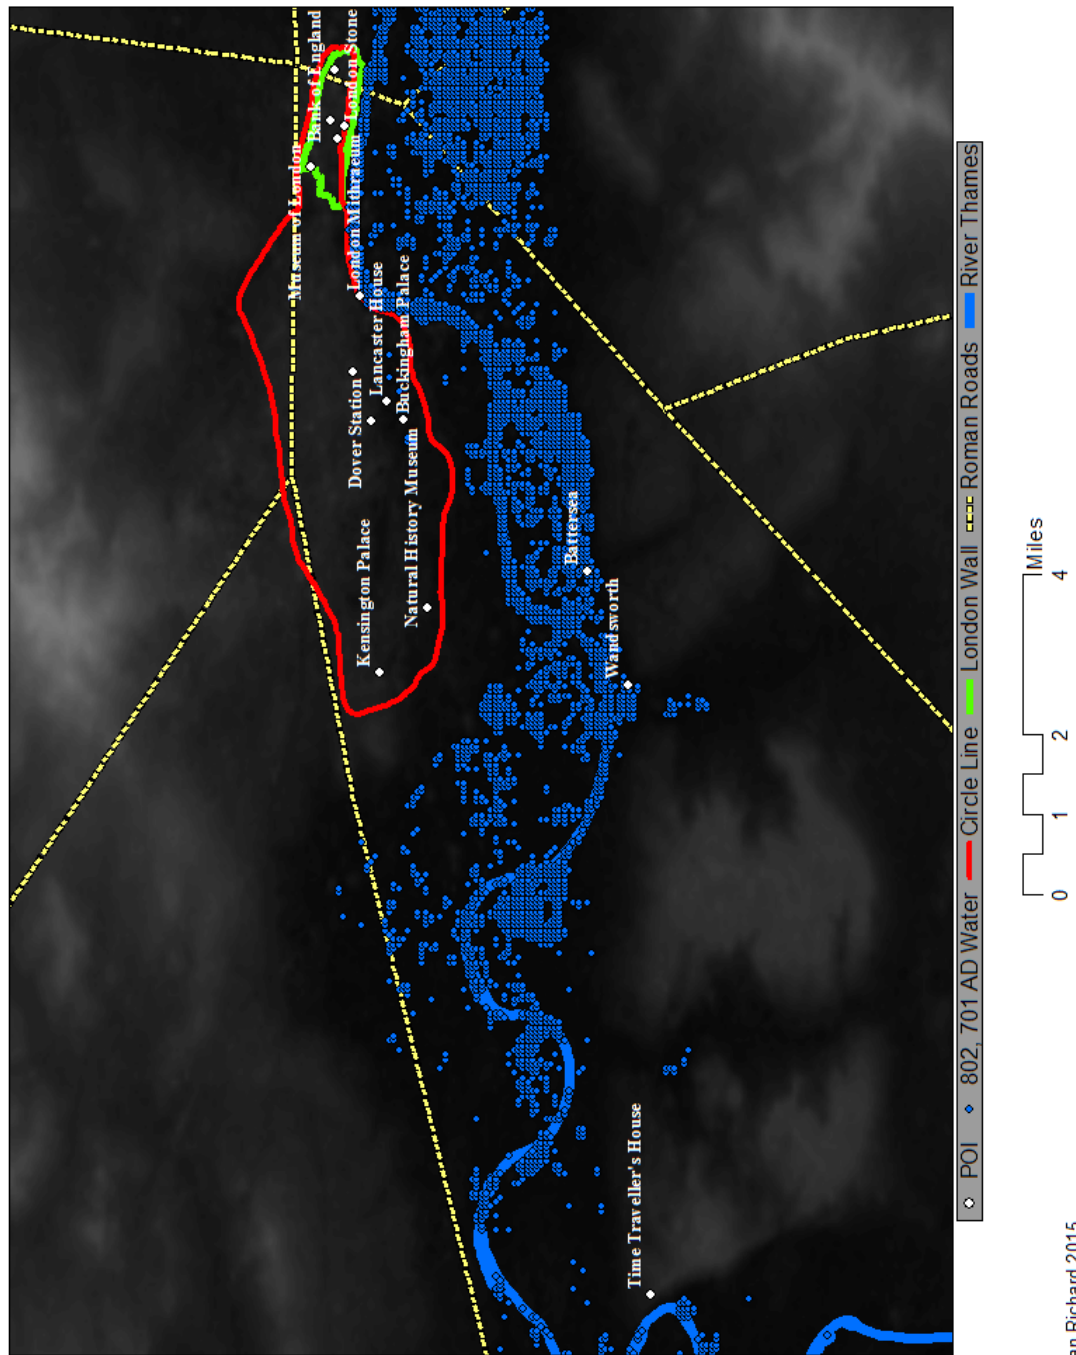 Museum of London
Bank of England
London Stone
London Mithraeum
Lancaster House
Buckingham Palace
Dover Station
Natural History Museum
Kensington Palace
Battersea
Wandsworth
Time Traveller's House
POI 802, 701 AD Water Circle Line London Wall Roman Roads River Thames
0 1 2 4
Miles
Richard 2015